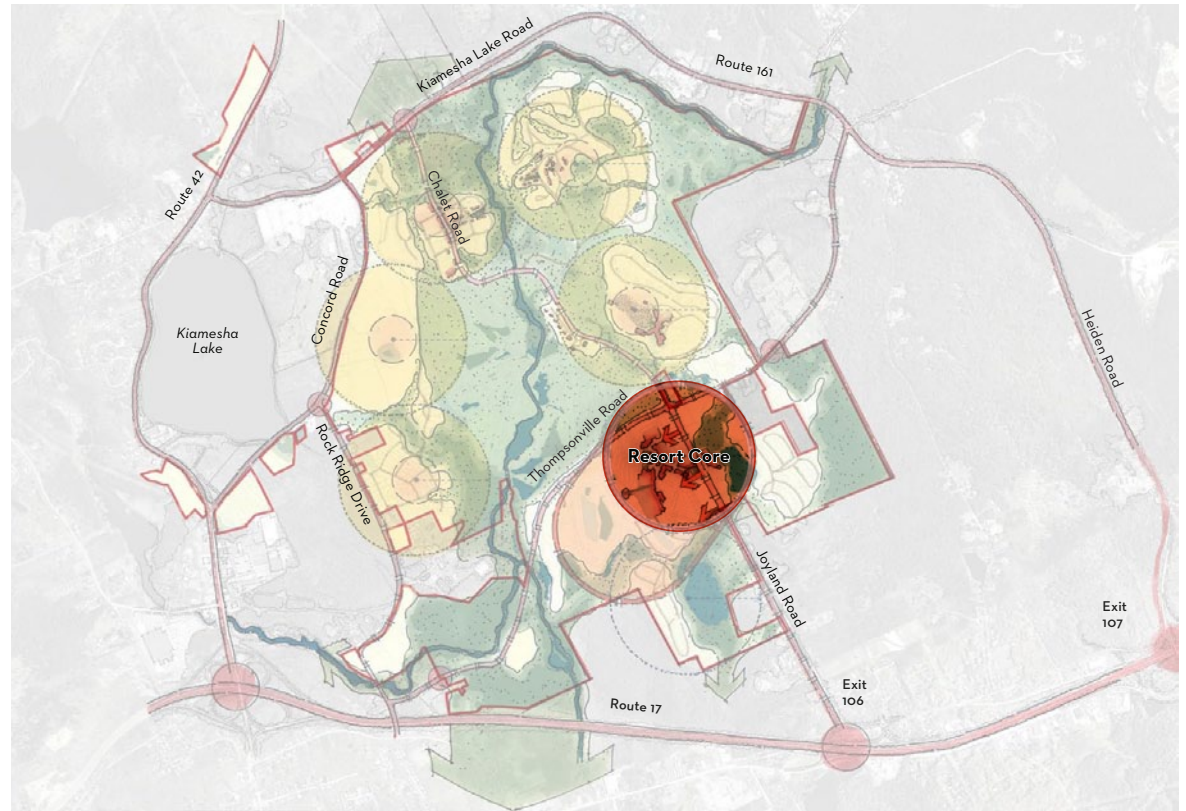 Kiamesha Lake Road
Route 161
Route 42
Chalet Road
Concord Road
Kiamesha
Lake
Heiden Road
Thompsonville Road
Resort Core
Rock Ridge Drive
Joyland Road
Exit
107
Exit
106
Route 17